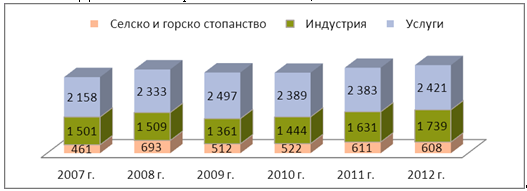 Селско и горско стопанство Индустрия Услуги
2 158 2 333 2 497 2 389 2 383 2 421
1 501 1 509 1 361 1 444 1 631 1 739
461 693 512 522 611 608
2007 г. 2008 г. 2009 г. 2010 г. 2011 г. 2012 г.